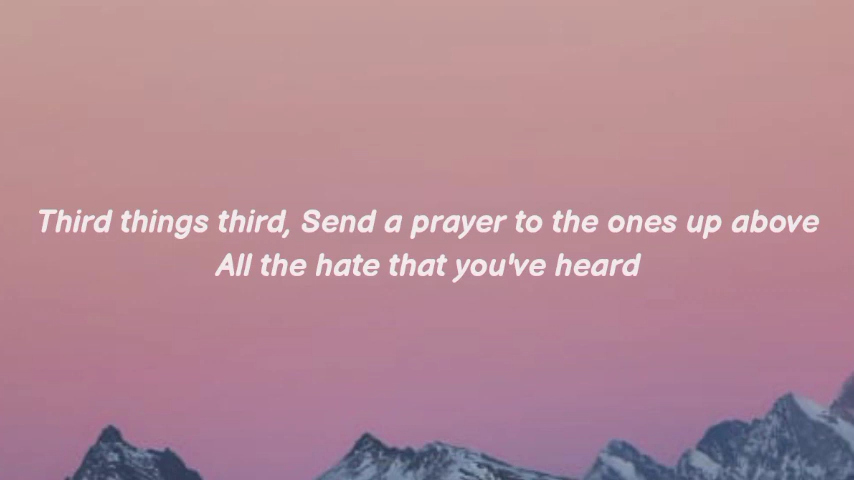 Third things third, Send a prayer to the ones up above
All the hate that you've heard